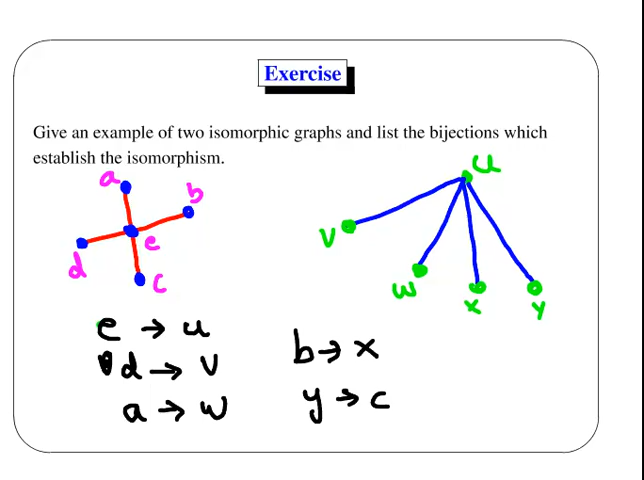 Exercise
Give an example of two isomorphic graphs and list the bijections which
establish the isomorphism.
a
b
e
d
c
u
v
w
x
y
e → u
d → v
a → w
b → x
y → c